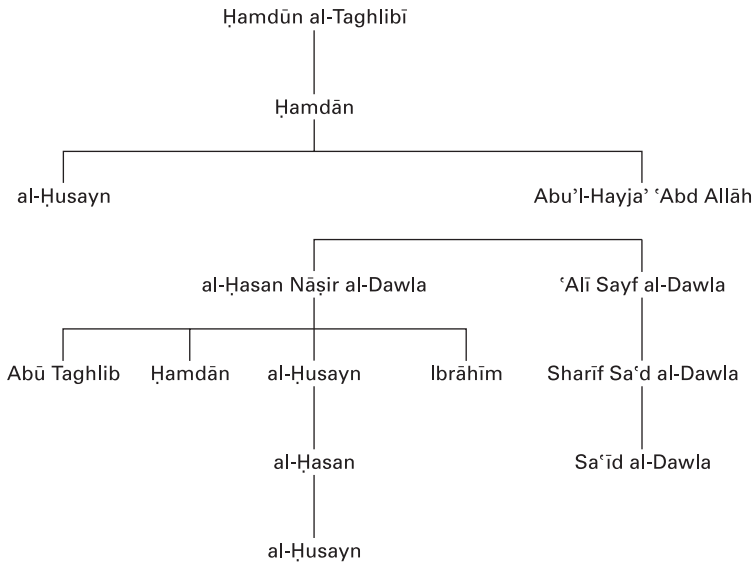 Ḥamdūn al-Taghlibī
Ḥamdān
al-Ḥusayn
Abu’l-Hayja’ ʿAbd Allāh
al-Ḥasan Nāṣir al-Dawla
ʿAlī Sayf al-Dawla
Abū Taghlib
Ḥamdān
al-Ḥusayn
Ibrāhīm
Sharīf Saʿd al-Dawla
al-Ḥasan
Saʿīd al-Dawla
al-Ḥusayn